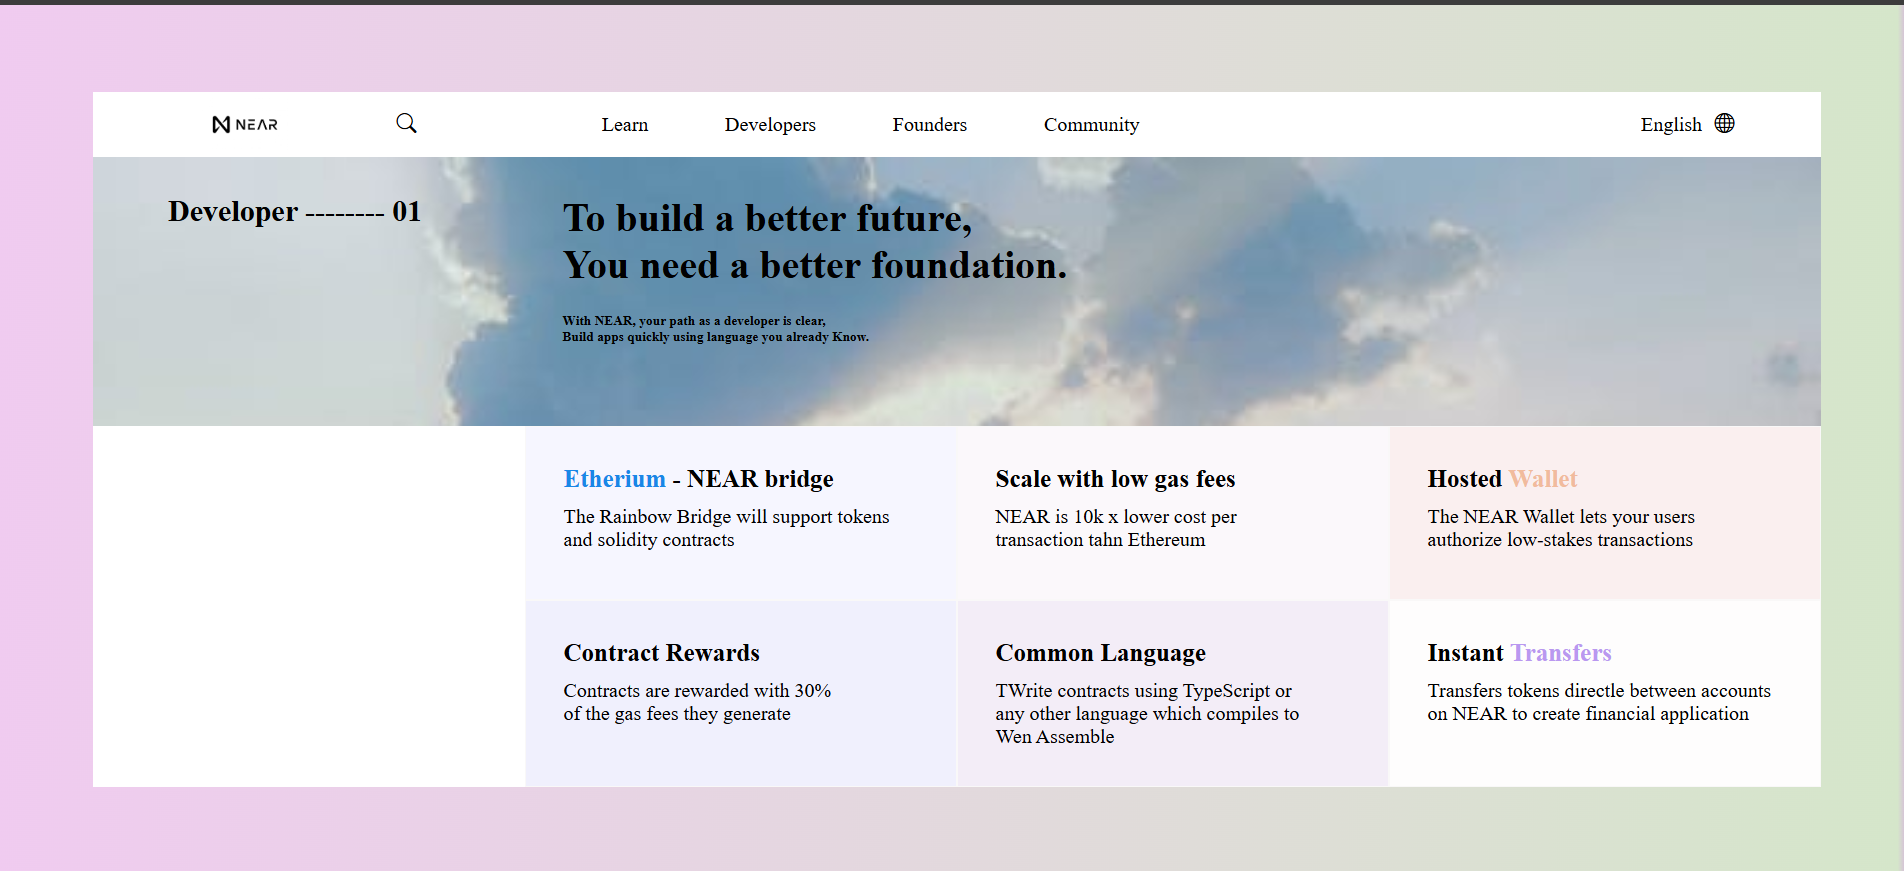 NEAR
Learn
Developers
Founders
Community
English
Developer -------- 01
To build a better future,
You need a better foundation.
With NEAR, your path as a developer is clear,
Build apps quickly using language you already Know.
Etherium - NEAR bridge
The Rainbow Bridge will support tokens
and solidity contracts
Scale with low gas fees
NEAR is 10k x lower cost per
transaction tahn Ethereum
Hosted Wallet
The NEAR Wallet lets your users
authorize low-stakes transactions
Contract Rewards
Contracts are rewarded with 30%
of the gas fees they generate
Common Language
TWrite contracts using TypeScript or
any other language which compiles to
Wen Assemble
Instant Transfers
Transfers tokens directle between accounts
on NEAR to create financial application